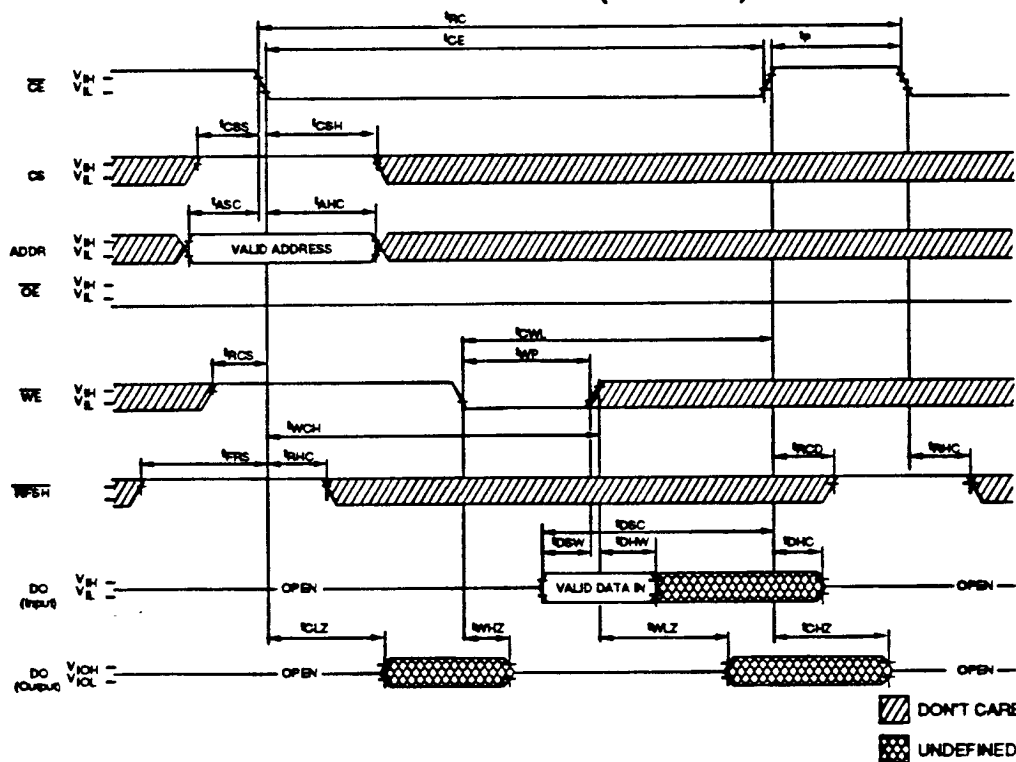 tRC
tCE tP
CE VIH VIL
tCSS tCSH
CS VIH VIL
tASC tAHC
ADDR VIH VIL VALID ADDRESS
OE VIH VIL
tCWL
tRCS tWP
WE VIH VIL
tWCH
tFRS tRHC tRCD tRHC
RFSH
tDSC
tDSW tDHW tDHC
DO (Input) VIH VIL OPEN VALID DATA IN OPEN
tCLZ tWHZ tWLZ tCHZ
DO (Output) VIOH VIOL OPEN OPEN
DON'T CARE
UNDEFINED